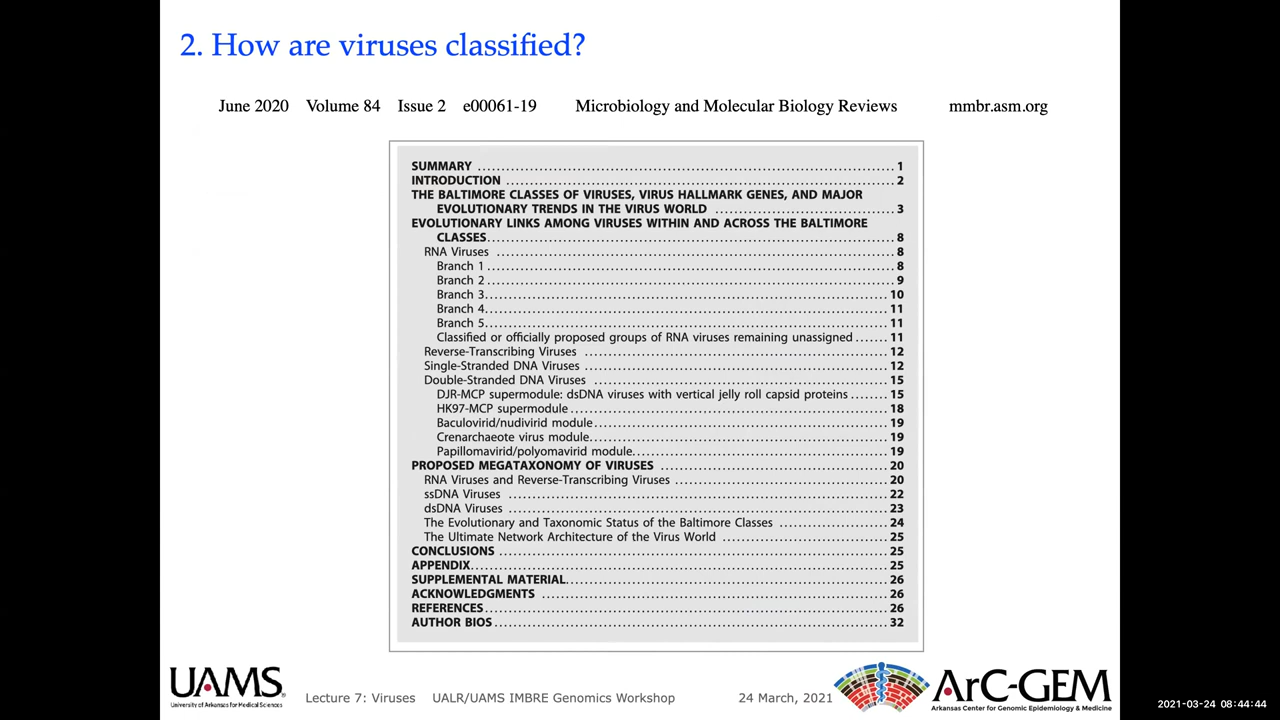 2. How are viruses classified?
June 2020 Volume 84 Issue 2 e00061-19 Microbiology and Molecular Biology Reviews mmbr.asm.org
SUMMARY ........ 1
INTRODUCTION ........ 2
THE BALTIMORE CLASSES OF VIRUSES, VIRUS HALLMARK GENES, AND MAJOR
EVOLUTIONARY TRENDS IN THE VIRUS WORLD ........ 3
EVOLUTIONARY LINKS AMONG VIRUSES WITHIN AND ACROSS THE BALTIMORE
CLASSES ........ 8
RNA Viruses ........ 8
Branch 1 ........ 8
Branch 2 ........ 9
Branch 3 ........ 10
Branch 4 ........ 11
Branch 5 ........ 11
Classified or officially proposed groups of RNA viruses remaining unassigned ....... 11
Reverse-Transcribing Viruses ........ 12
Single-Stranded DNA Viruses ........ 12
Double-Stranded DNA Viruses ........ 15
DJR-MCP supermodule: dsDNA viruses with vertical jelly roll capsid proteins ........ 15
HK97-MCP supermodule ........ 18
Baculovirid/nudivirid module ........ 19
Crenarchaeote virus module ........ 19
Papillomavirid/polyomavirid module ........ 19
PROPOSED MEGATAXONOMY OF VIRUSES ........ 20
RNA Viruses and Reverse-Transcribing Viruses ........ 20
ssDNA Viruses ........ 22
dsDNA Viruses ........ 23
The Evolutionary and Taxonomic Status of the Baltimore Classes ........ 24
The Ultimate Network Architecture of the Virus World ........ 25
CONCLUSIONS ........ 25
APPENDIX ........ 25
SUPPLEMENTAL MATERIAL ........ 26
ACKNOWLEDGMENTS ........ 26
REFERENCES ........ 26
AUTHOR BIOS ........ 32
UAMS
University of Arkansas for Medical Sciences
Lecture 7: Viruses UALR/UAMS IMBRE Genomics Workshop 24 March, 2021
ArC-GEM
Arkansas Center for Genomic Epidemiology & Medicine
2021-03-24 08:44:44